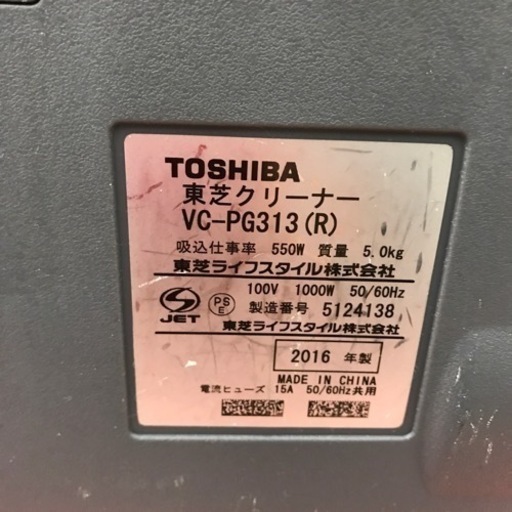 TOSHIBA
東芝クリーナー
VC-PG313(R)
吸込仕事率 550W 質量 5.0kg
東芝ライフスタイル株式会社
100V 1000W 50/60Hz
S JET PS E 製造番号 5124138
東芝ライフスタイル株式会社
2016 年製
MADE IN CHINA
電流ヒューズ 15A 50/60Hz共用